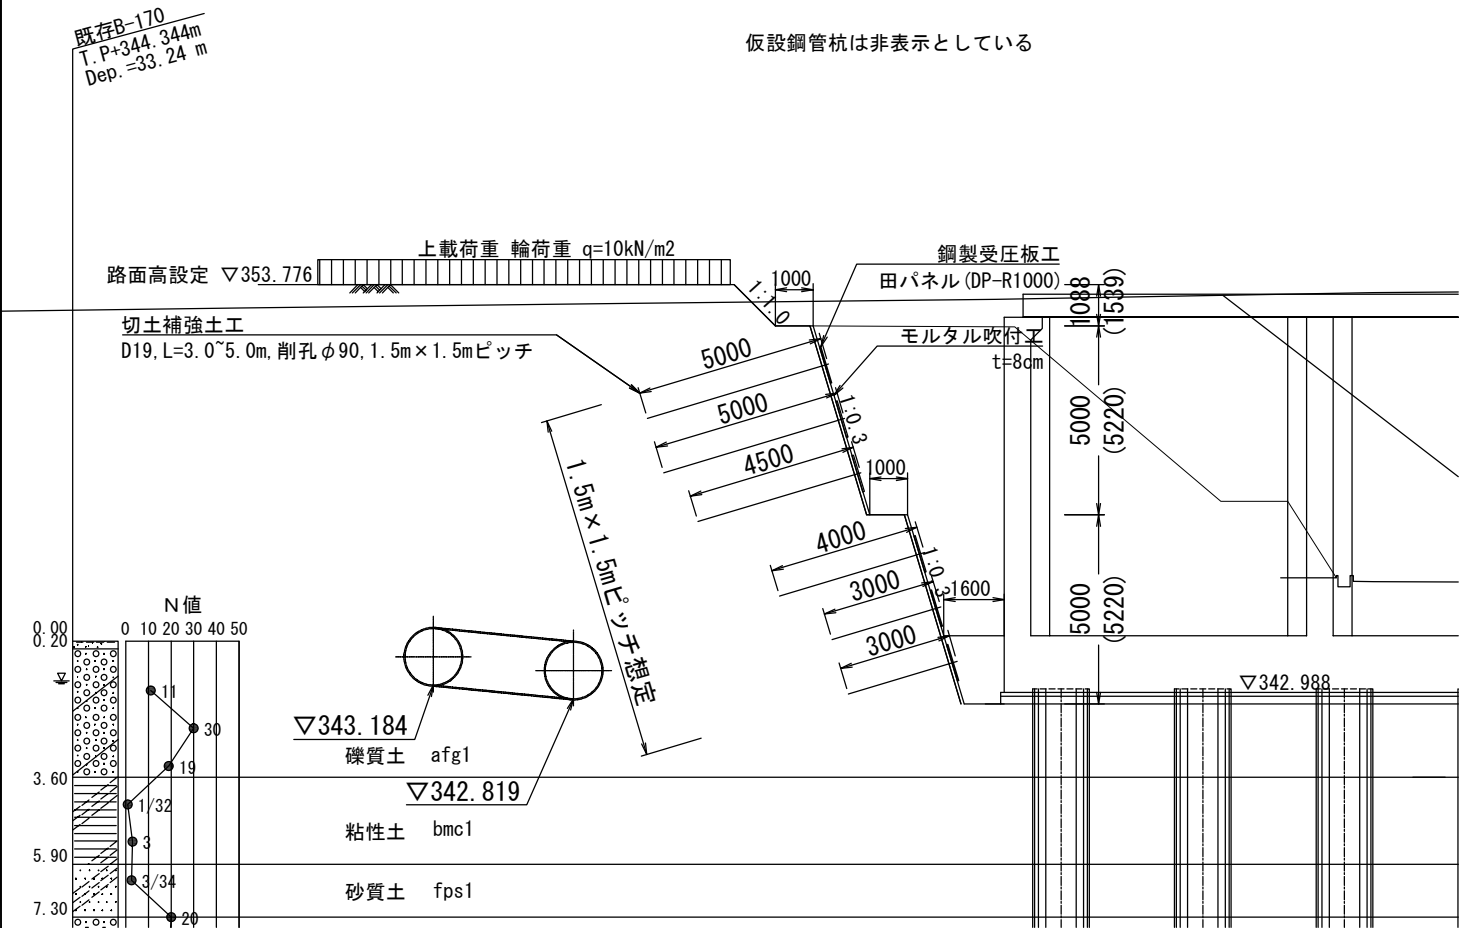 既存B-170
T.P+344.344m
Dep.=33.24 m
仮設鋼管杭は非表示としている
上載荷重 輪荷重 q=10kN/m2
路面高設定 ▽353.776
1:1.0
1000
鋼製受圧板工
田パネル(DP-R1000)
1088
(1539)
切土補強土工
D19,L=3.0~5.0m,削孔φ90,1.5m×1.5mピッチ
モルタル吹付工
t=8cm
5000
5000
4500
1:0.3
1000
5000
(5220)
1.5m×1.5mピッチ想定
4000
3000
3000
1:0.3
1600
5000
(5220)
▽342.988
N値
0 10 20 30 40 50
0.00
0.20
11
30
19
3.60
1/32
3
5.90
3/34
7.30
20
▽343.184
礫質土 afg1
▽342.819
粘性土 bmc1
砂質土 fps1